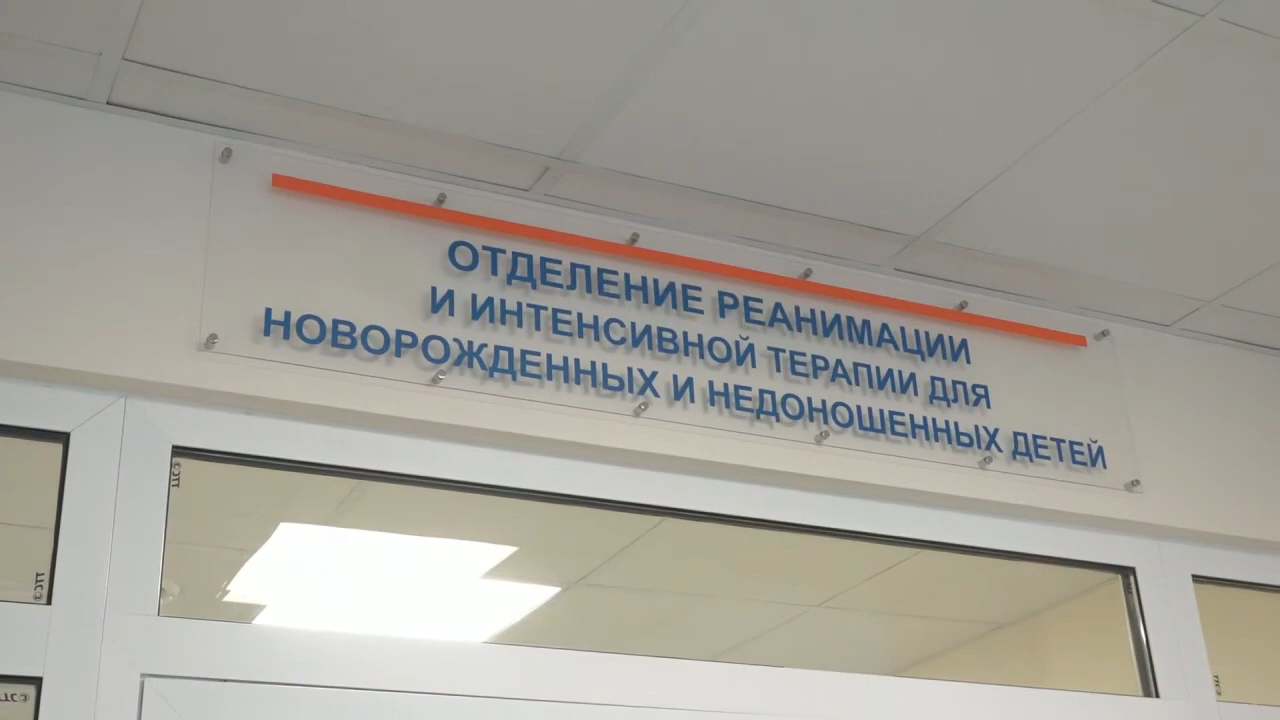 ОТДЕЛЕНИЕ РЕАНИМАЦИИ
И ИНТЕНСИВНОЙ ТЕРАПИИ ДЛЯ
НОВОРОЖДЕННЫХ И НЕДОНОШЕННЫХ ДЕТЕЙ